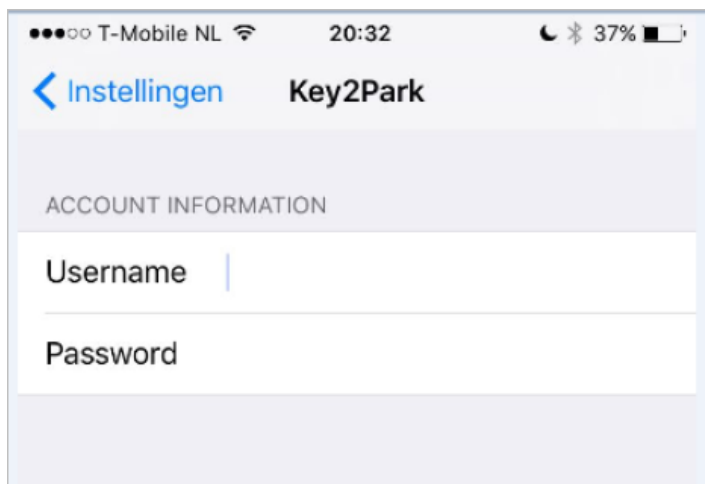 T-Mobile NL 20:32 37%
Instellingen Key2Park
ACCOUNT INFORMATION
Username
Password